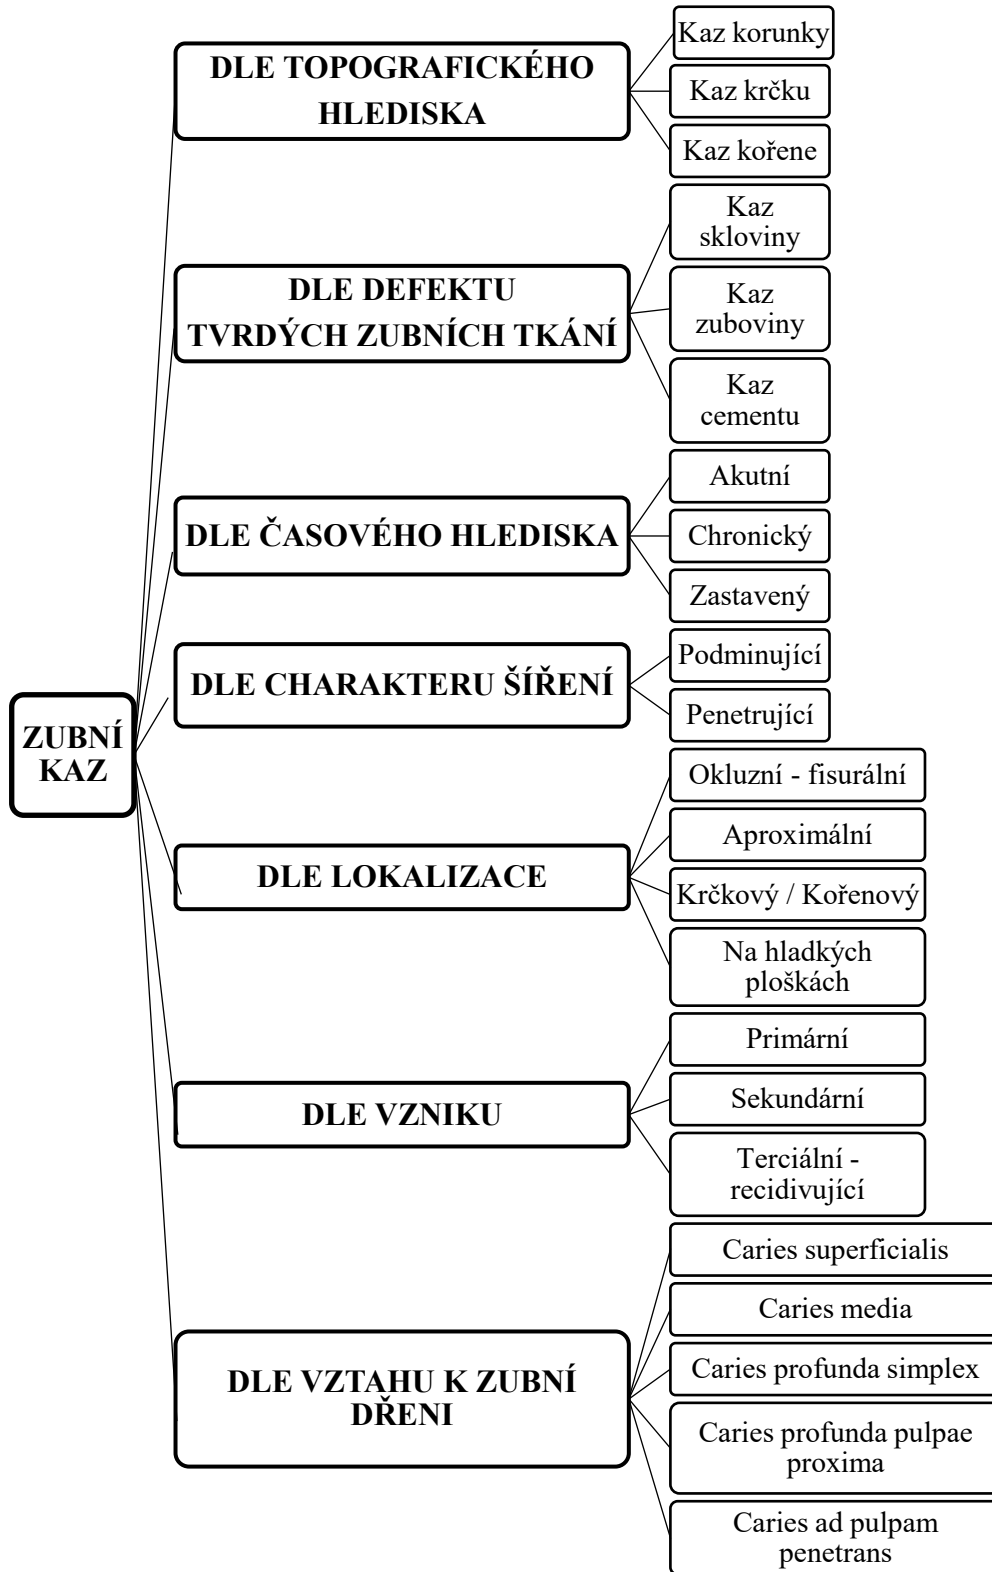 Kaz korunky
DLE TOPOGRAFICKÉHO
HLEDISKA
Kaz krčku
Kaz kořene
Kaz
skloviny
DLE DEFEKTU
TVRDÝCH ZUBNÍCH TKÁNÍ
Kaz
zuboviny
Kaz
cementu
Akutní
DLE ČASOVÉHO HLEDISKA
Chronický
Zastavený
Podminující
DLE CHARAKTERU ŠÍŘENÍ
Penetrující
ZUBNÍ
KAZ
Okluzní - fisurální
Aproximální
DLE LOKALIZACE
Krčkový / Kořenový
Na hladkých
ploškách
Primární
DLE VZNIKU
Sekundární
Terciální -
recidivující
Caries superficialis
Caries media
DLE VZTAHU K ZUBNÍ
DŘENI
Caries profunda simplex
Caries profunda pulpae
proxima
Caries ad pulpam
penetrans